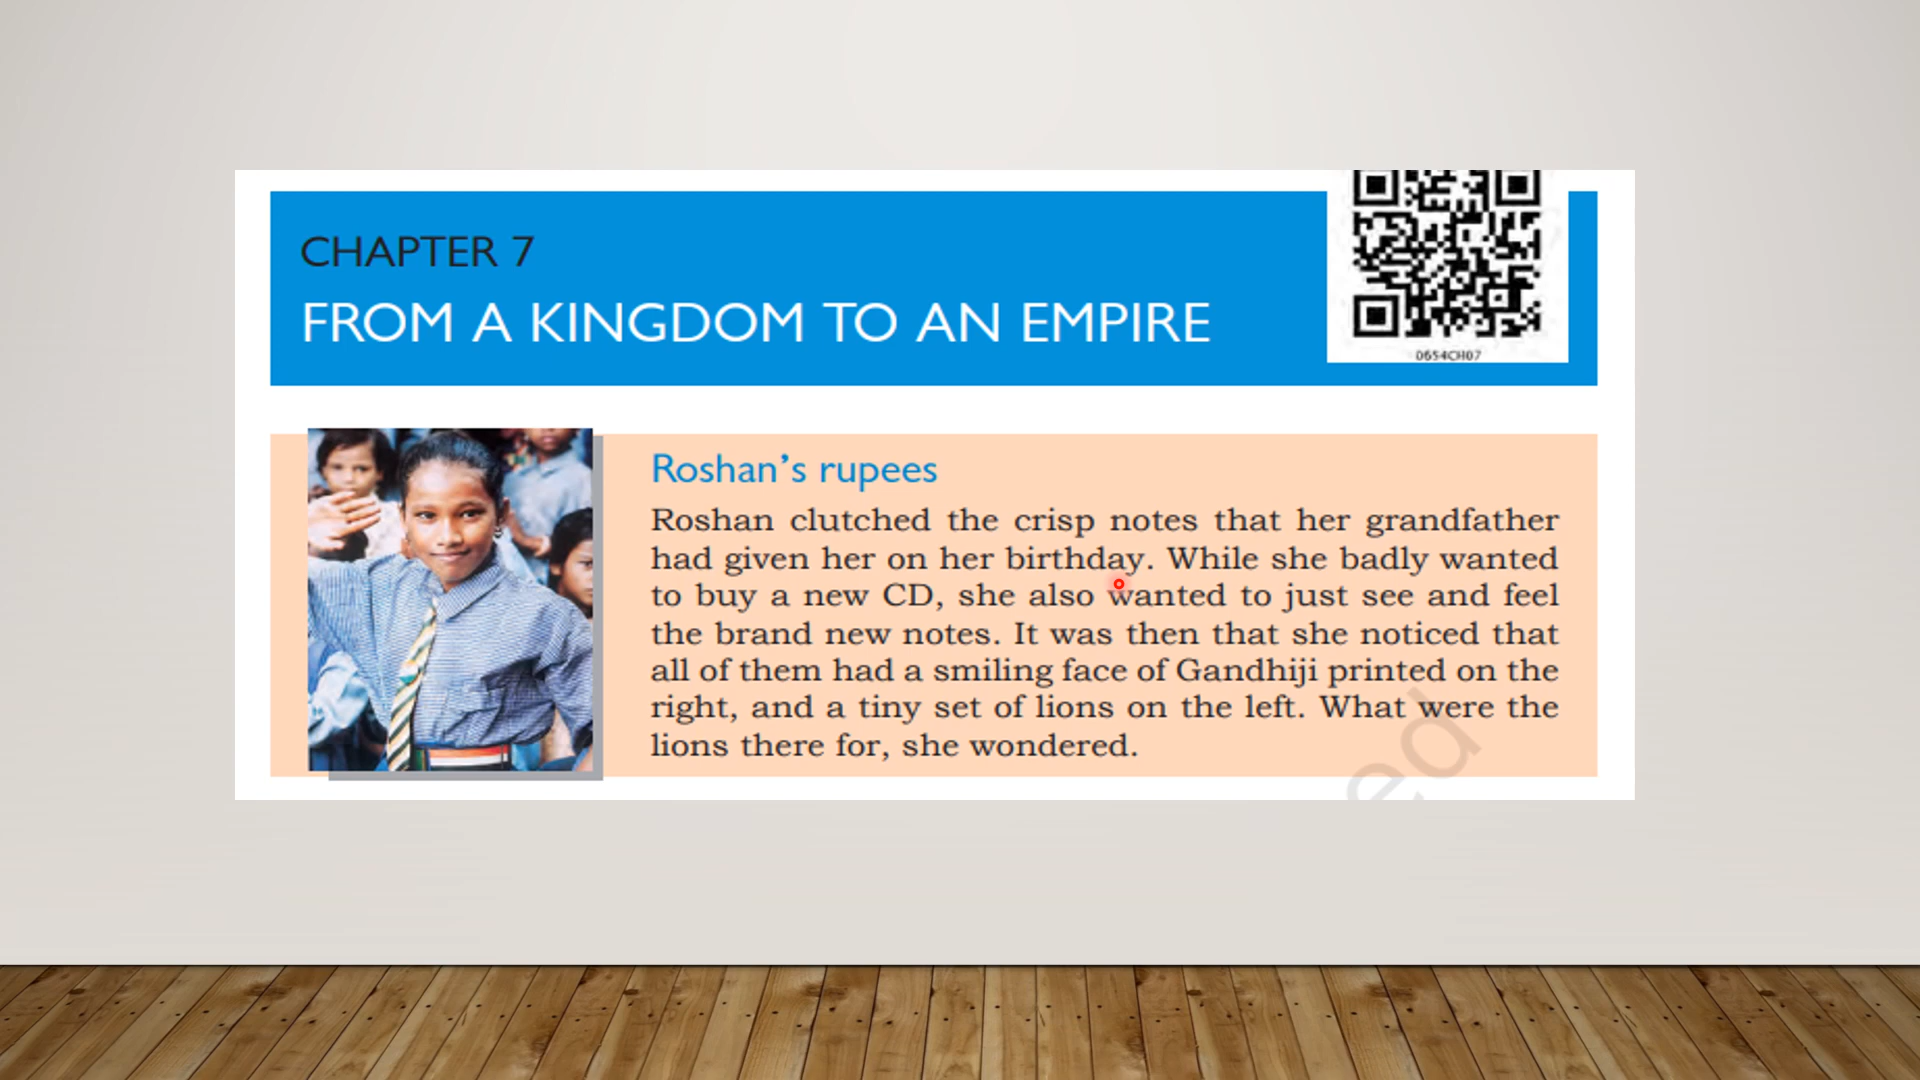 CHAPTER 7
FROM A KINGDOM TO AN EMPIRE
0654CH07
Roshan's rupees
Roshan clutched the crisp notes that her grandfather
had given her on her birthday. While she badly wanted
to buy a new CD, she also wanted to just see and feel
the brand new notes. It was then that she noticed that
all of them had a smiling face of Gandhiji printed on the
right, and a tiny set of lions on the left. What were the
lions there for, she wondered.